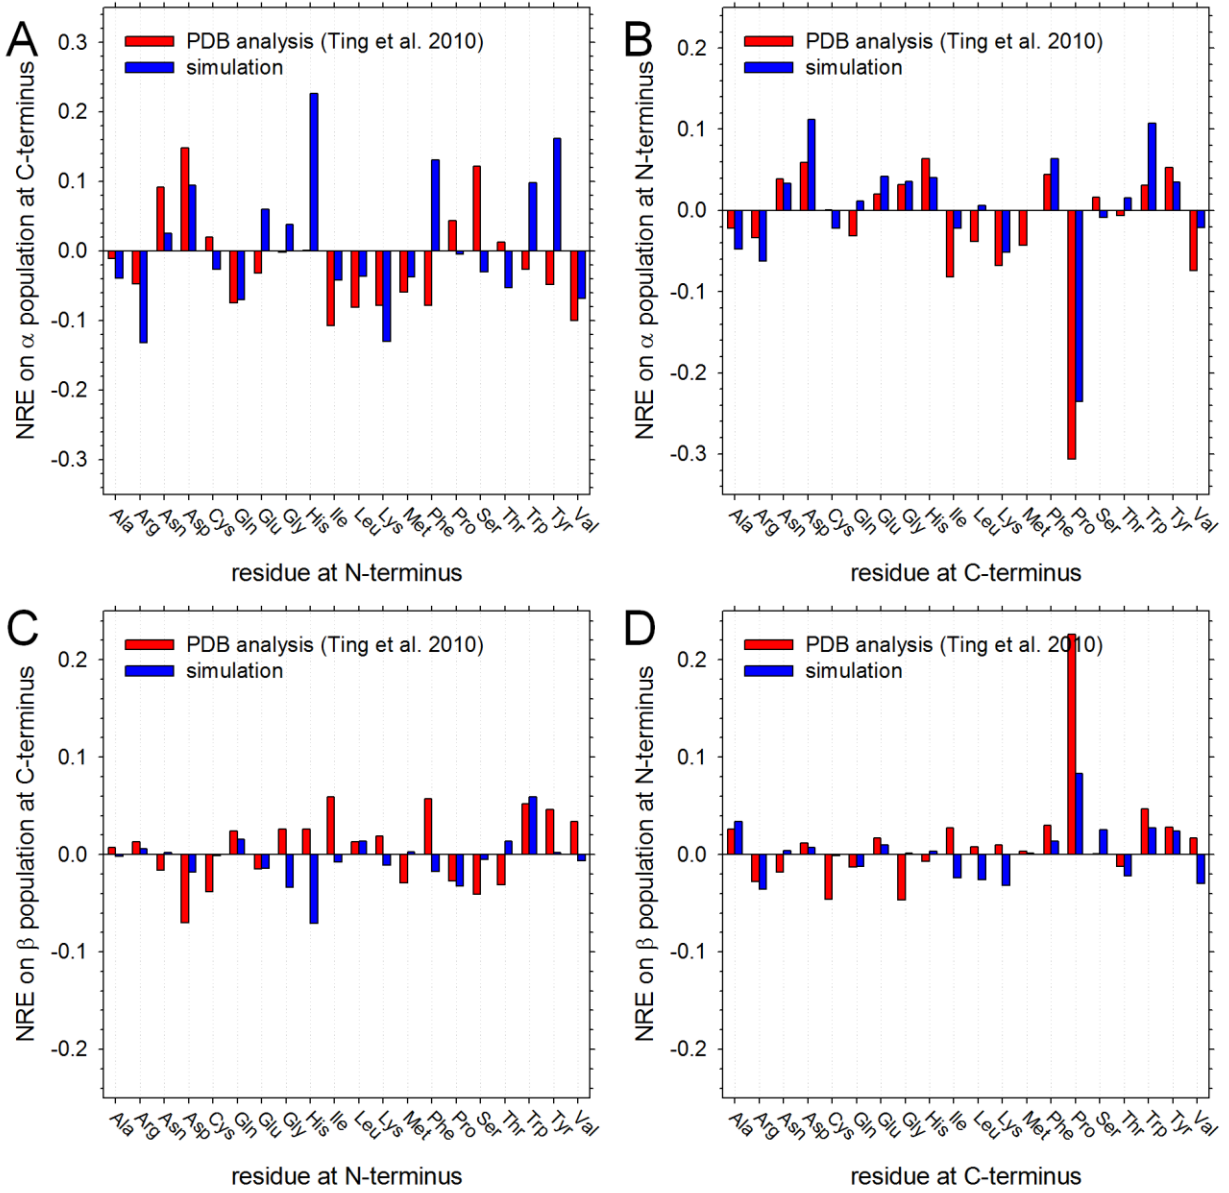 A
PDB analysis (Ting et al. 2010)
simulation
NRE on α population at C-terminus
0.3
0.2
0.1
0.0
-0.1
-0.2
-0.3
Ala Arg Asn Asp Cys Gln Glu Gly His Ile Leu Lys Met Phe Pro Ser Thr Trp Tyr Val
residue at N-terminus
B
PDB analysis (Ting et al. 2010)
simulation
NRE on α population at N-terminus
0.2
0.1
0.0
-0.1
-0.2
-0.3
Ala Arg Asn Asp Cys Gln Glu Gly His Ile Leu Lys Met Phe Pro Ser Thr Trp Tyr Val
residue at C-terminus
C
PDB analysis (Ting et al. 2010)
simulation
NRE on β population at C-terminus
0.2
0.1
0.0
-0.1
-0.2
Ala Arg Asn Asp Cys Gln Glu Gly His Ile Leu Lys Met Phe Pro Ser Thr Trp Tyr Val
residue at N-terminus
D
PDB analysis (Ting et al. 2010)
simulation
NRE on β population at N-terminus
0.2
0.1
0.0
-0.1
-0.2
Ala Arg Asn Asp Cys Gln Glu Gly His Ile Leu Lys Met Phe Pro Ser Thr Trp Tyr Val
residue at C-terminus